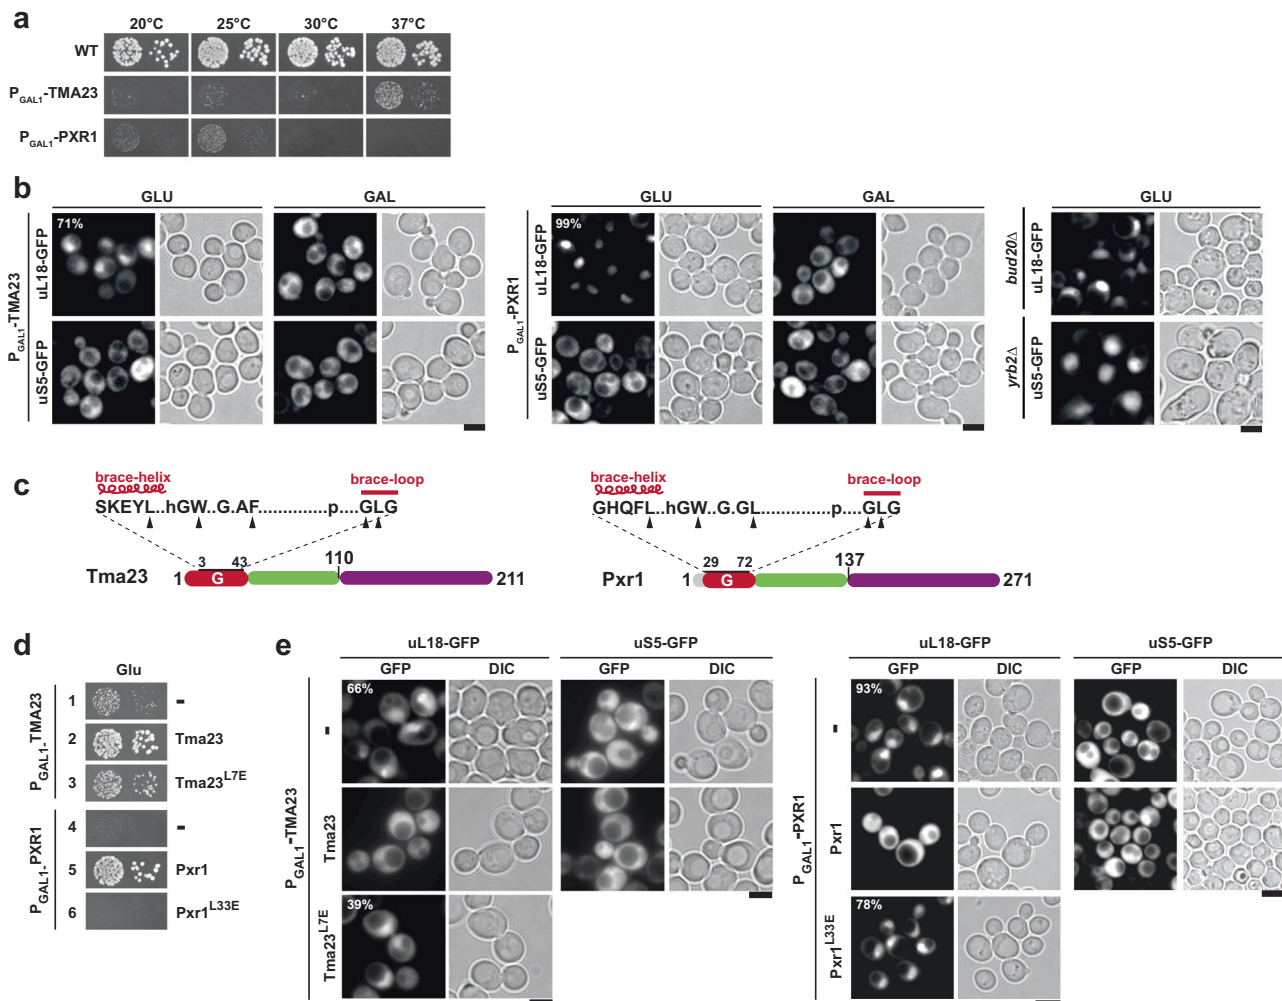 a
20°C 25°C 30°C 37°C
WT
PGAL1-TMA23
PGAL1-PXR1
b
GLU GAL GLU GAL GLU
PGAL1-TMA23
uL18-GFP
71%
uS5-GFP
PGAL1-PXR1
uL18-GFP
99%
uS5-GFP
bud20Δ
uL18-GFP
yrb2Δ
uS5-GFP
c
brace-helix brace-loop
SKEYL..hGW..G.AF..............p....GLG
3 43 110
Tma23 1 G 211
brace-helix brace-loop
GHQFL..hGW..G.GL..............p....GLG
29 72 137
Pxr1 1 G 271
d
Glu
PGAL1-TMA23
1 -
2 Tma23
3 Tma23L7E
PGAL1-PXR1
4 -
5 Pxr1
6 Pxr1L33E
e
uL18-GFP uS5-GFP
GFP DIC GFP DIC
PGAL1-TMA23
-
66%
Tma23
Tma23L7E
39%
uL18-GFP uS5-GFP
GFP DIC GFP DIC
PGAL1-PXR1
-
93%
Pxr1
Pxr1L33E
78%